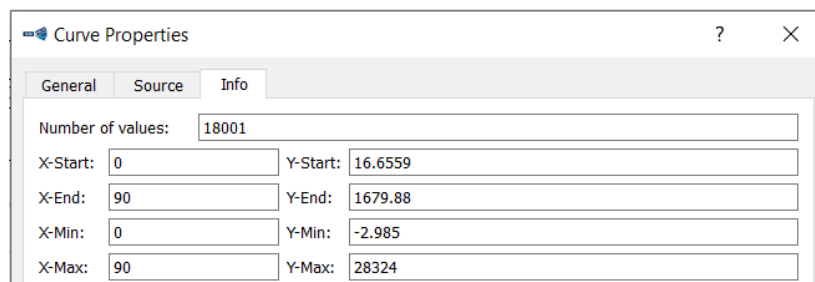 Curve Properties ?
General Source Info
Number of values: 18001
X-Start: 0 Y-Start: 16.6559
X-End: 90 Y-End: 1679.88
X-Min: 0 Y-Min: -2.985
X-Max: 90 Y-Max: 28324